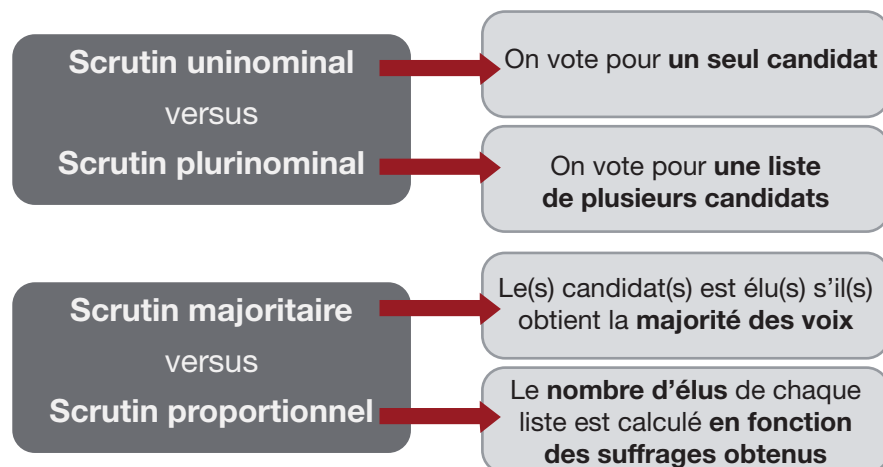 Scrutin uninominal
versus
Scrutin plurinominal
On vote pour un seul candidat
On vote pour une liste
de plusieurs candidats
Scrutin majoritaire
versus
Scrutin proportionnel
Le(s) candidat(s) est élu(s) s’il(s)
obtient la majorité des voix
Le nombre d’élus de chaque
liste est calculé en fonction
des suffrages obtenus